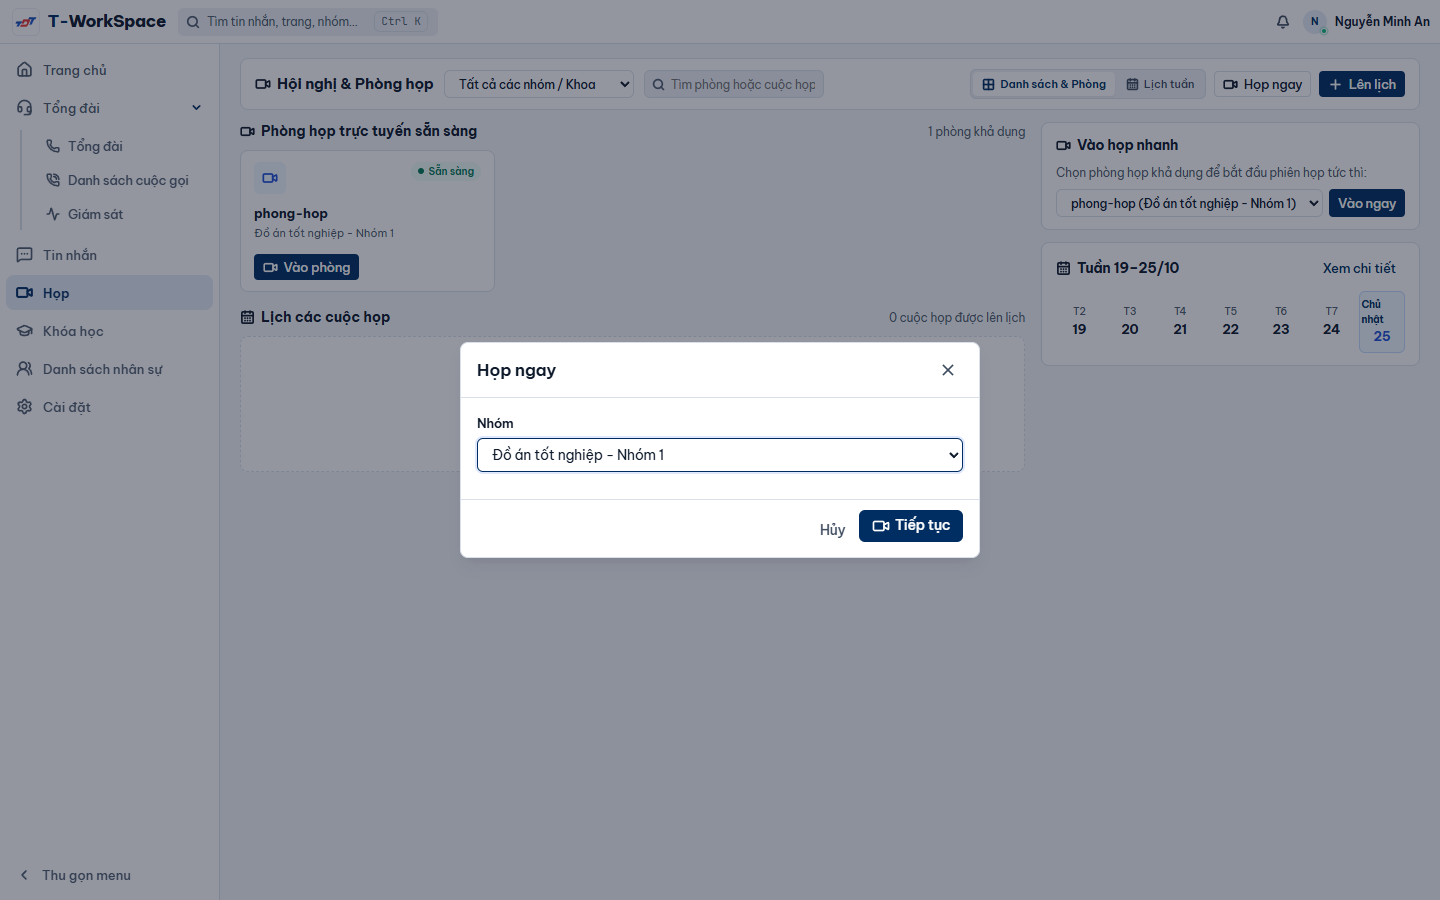 TDT T-WorkSpace
Tìm tin nhắn, trang, nhóm... Ctrl K
N Nguyễn Minh An
Trang chủ
Tổng đài
Tổng đài
Danh sách cuộc gọi
Giám sát
Tin nhắn
Họp
Khóa học
Danh sách nhân sự
Cài đặt
Thu gọn menu
Hội nghị & Phòng họp
Tất cả các nhóm / Khoa
Tìm phòng hoặc cuộc họp
Danh sách & Phòng
Lịch tuần
Họp ngay
Lên lịch
Phòng họp trực tuyến sẵn sàng
1 phòng khả dụng
Sẵn sàng
phong-hop
Đồ án tốt nghiệp - Nhóm 1
Vào phòng
Lịch các cuộc họp
0 cuộc họp được lên lịch
Vào họp nhanh
Chọn phòng họp khả dụng để bắt đầu phiên họp tức thì:
phong-hop (Đồ án tốt nghiệp - Nhóm 1)
Vào ngay
Tuần 19–25/10
Xem chi tiết
T2 T3 T4 T5 T6 T7 Chủ nhật
19 20 21 22 23 24 25
Họp ngay
Nhóm
Đồ án tốt nghiệp - Nhóm 1
Hủy
Tiếp tục